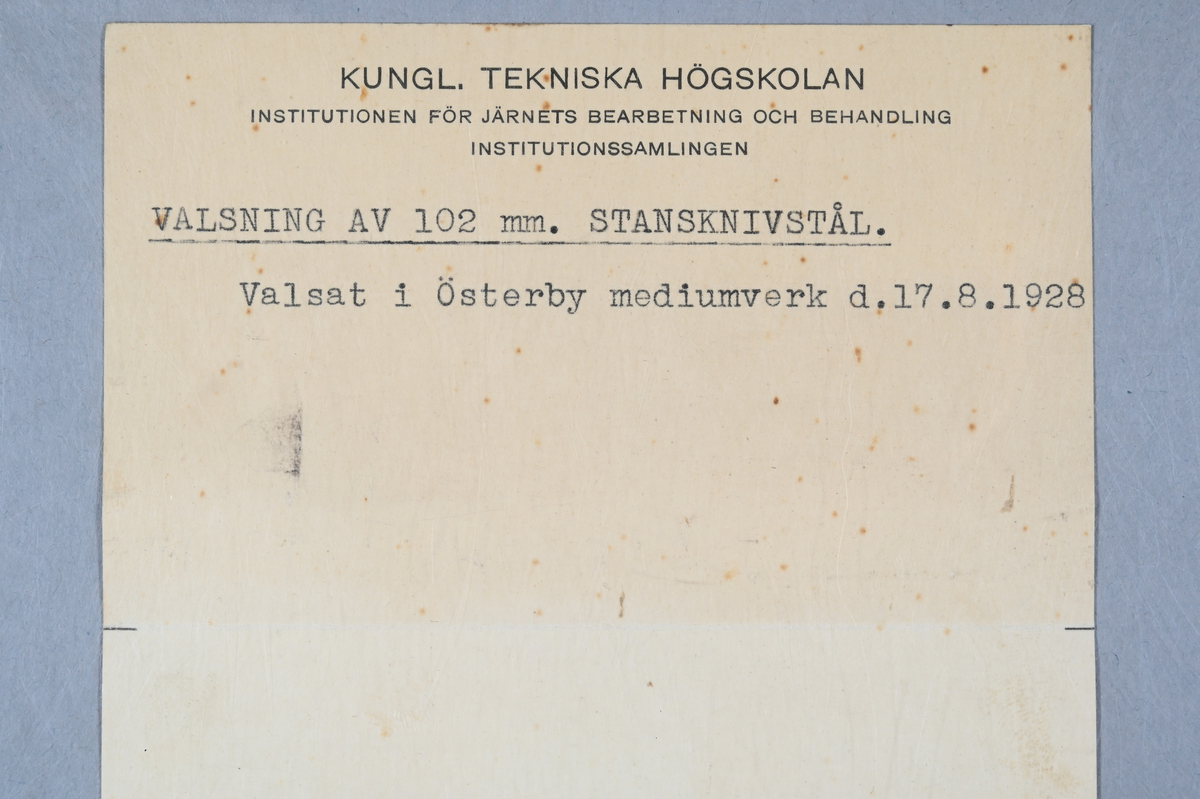 KUNGL. TEKNISKA HÖGSKOLAN
INSTITUTIONEN FÖR JÄRNETS BEARBETNING OCH BEHANDLING
INSTITUTIONSSAMLINGEN
VALSNING AV 102 mm. STANSKNIVSTÅL.
Valsat i Österby mediumverk d.17.8.1928